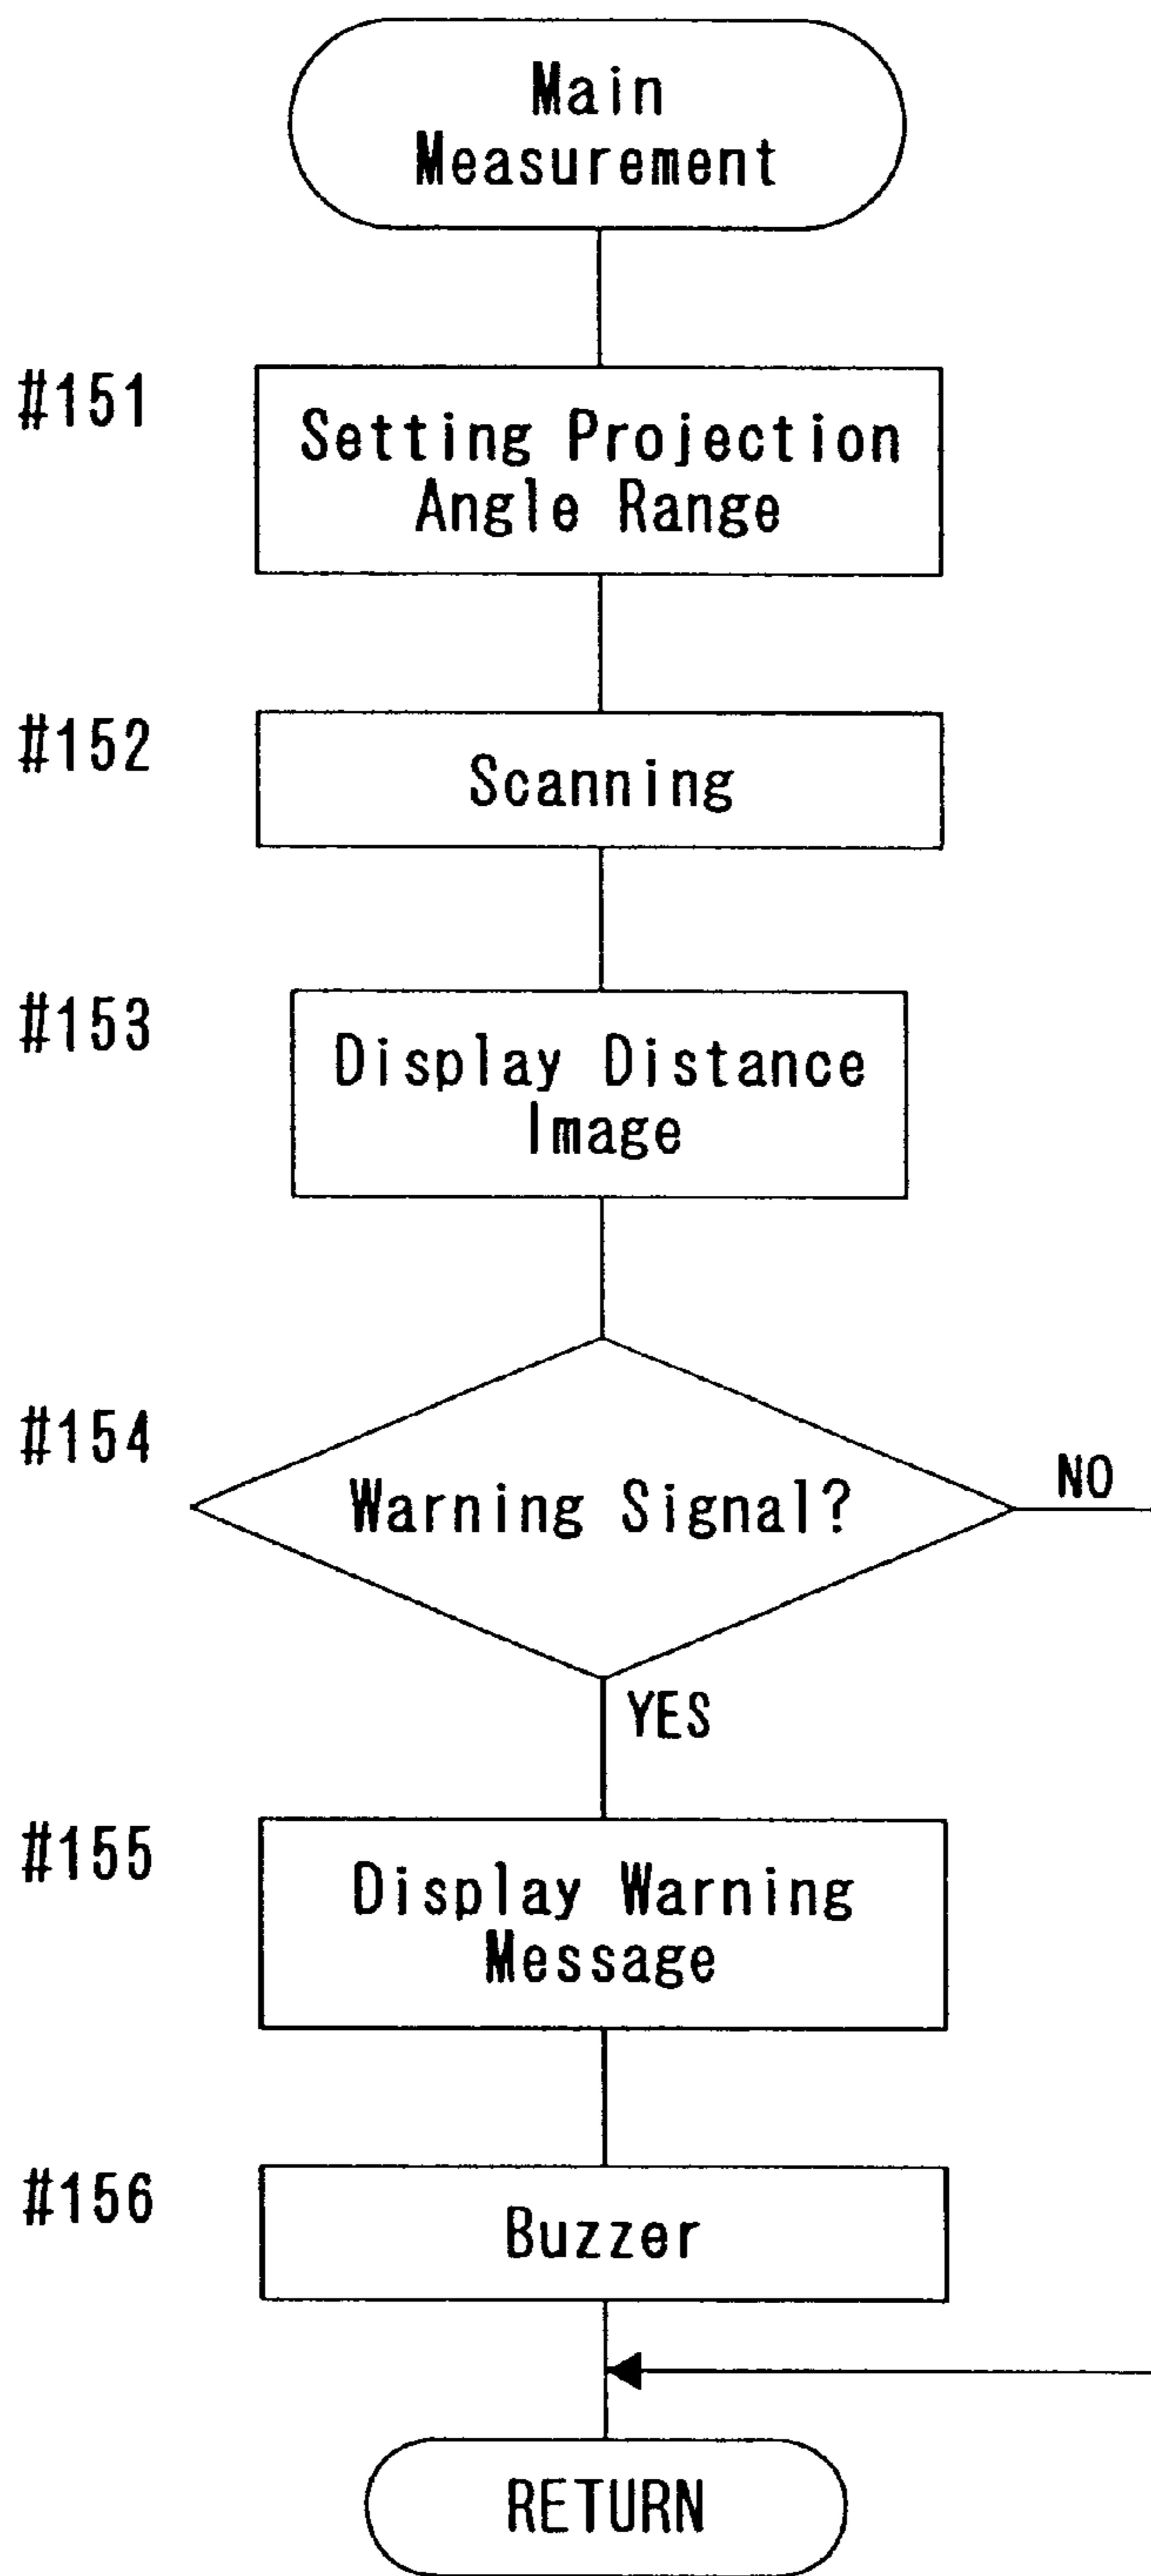 Main
Measurement
#151
Setting Projection
Angle Range
#152
Scanning
#153
Display Distance
Image
#154
Warning Signal?
NO
YES
#155
Display Warning
Message
#156
Buzzer
RETURN